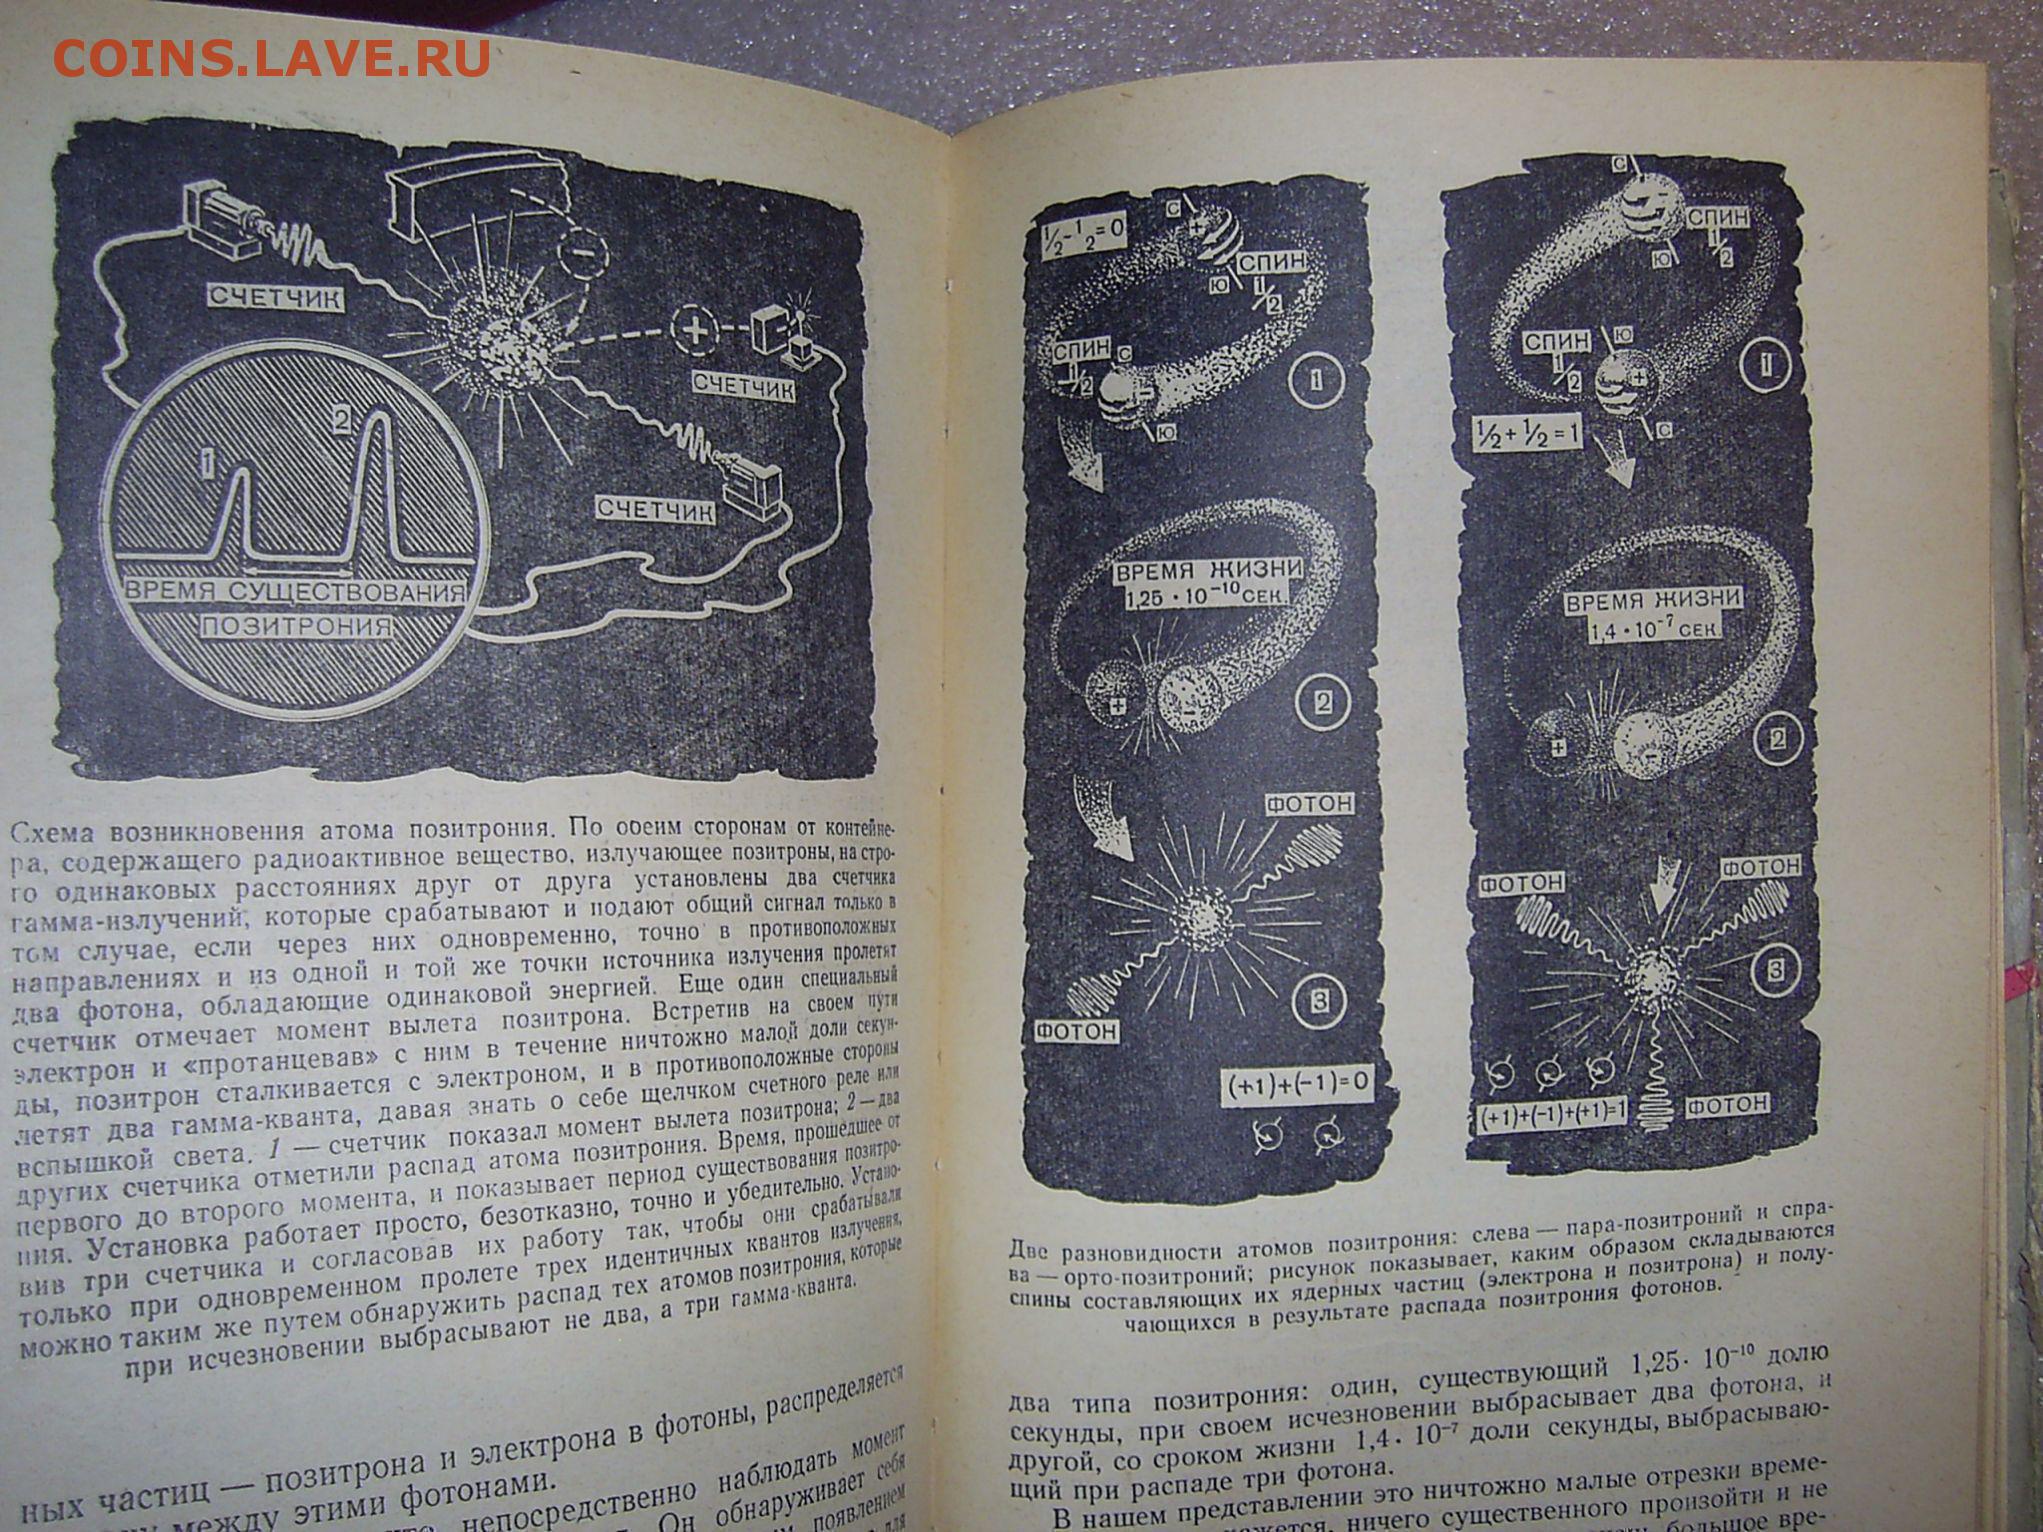 COINS.LAVE.RU
СЧЕТЧИК
СЧЕТЧИК
СЧЕТЧИК
1
2
ВРЕМЯ СУЩЕСТВОВАНИЯ
ПОЗИТРОНИЯ
Схема возникновения атома позитрония. По обеим сторонам от контейне-
ра, содержащего радиоактивное вещество, излучающее позитроны, на стро-
го одинаковых расстояниях друг от друга установлены два счетчика
гамма-излучений, которые срабатывают и подают общий сигнал только в
том случае, если через них одновременно, точно в противоположных
направлениях и из одной и той же точки источника излучения пролетят
два фотона, обладающие одинаковой энергией. Еще один специальный
счетчик отмечает момент вылета позитрона. Встретив на своем пути
электрон и «протанцевав» с ним в течение ничтожно малой доли секун-
ды, позитрон сталкивается с электроном, и в противоположные стороны
летят два гамма-кванта, давая знать о себе щелчком счетного реле или
вспышкой света. 1 — счетчик показал момент вылета позитрона; 2 — два
других счетчика отметили распад атома позитрония. Время, прошедшее от
первого до второго момента, и показывает период существования позитро-
ния. Установка работает просто, безотказно, точно и убедительно. Устано-
вив три счетчика и согласовав их работу так, чтобы они срабатывали
только при одновременном пролете трех идентичных квантов излучения,
можно таким же путем обнаружить распад тех атомов позитрония, которые
при исчезновении выбрасывают не два, а три гамма-кванта.
ных частиц — позитрона и электрона в фотоны, распределяется
между этими фотонами.
непосредственно наблюдать момент
Он обнаруживает себя
появлением
для
½-½=0
С
+
СПИН
Ю
½
СПИН
С
-½
-
Ю
1
ВРЕМЯ ЖИЗНИ
1,25 · 10⁻¹⁰ СЕК.
+
-
2
ФОТОН
ФОТОН
3
(+1)+(-1)=0
С
-
СПИН
½
Ю
СПИН
Ю
½
+
С
½+½=1
1
ВРЕМЯ ЖИЗНИ
1,4 · 10⁻⁷ СЕК.
+
-
2
ФОТОН
ФОТОН
3
(+1)+(-1)+(+1)=1
ФОТОН
Две разновидности атомов позитрония: слева — пара-позитроний и спра-
ва — орто-позитроний; рисунок показывает, каким образом складываются
спины составляющих их ядерных частиц (электрона и позитрона) и полу-
чающихся в результате распада позитрония фотонов.
два типа позитрония: один, существующий 1,25· 10⁻¹⁰ долю
секунды, при своем исчезновении выбрасывает два фотона, и
другой, со сроком жизни 1,4· 10⁻⁷ доли секунды, выбрасываю-
щий при распаде три фотона.
В нашем представлении это ничтожно малые отрезки време-
ничего существенного произойти и не
большое вре-